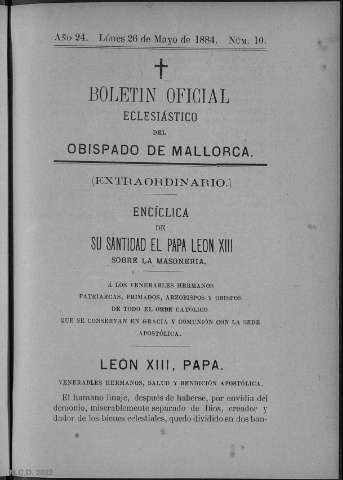 AÑO 24. Lúnes 26 de Mayo de 1884. NÚM. 10.
BOLETIN OFICIAL
ECLESIÁSTICO
DEL
OBISPADO DE MALLORCA.
(EXTRAORDINARIO.)
ENCÍCLICA
DE
SU SANTIDAD EL PAPA LEON XIII
SOBRE LA MASONERIA.
A LOS VENERABLES HERMANOS
PATRIARCAS, PRIMADOS, ARZOBISPOS Y OBISPOS
DE TODO EL ORBE CATÓLICO
QUE SE CONSERVAN EN GRACIA Y COMUNIÓN CON LA SEDE
APOSTÓLICA.
LEON XIII, PAPA.
VENERABLES HERMANOS, SALUD Y BENDICIÓN APOSTÓLICA.
El humano linaje, después de haberse, por envidia del
demonio, miserablemente separado de Dios, creador y
dador de los bienes celestiales, quedo dividido en dos ban-
M.C.D. 2022